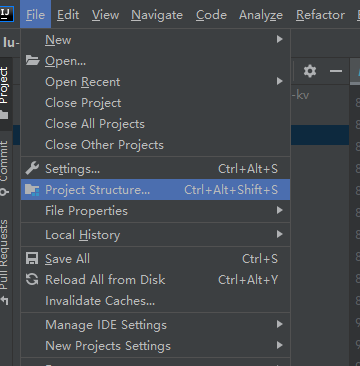 IJ File Edit View Navigate Code Analyze Refactor
lu-
Project
Commit
Pull Requests
New
Open...
Open Recent
Close Project
Close All Projects
Close Other Projects
-kv
Settings... Ctrl+Alt+S
Project Structure... Ctrl+Alt+Shift+S
File Properties
Local History
Save All Ctrl+S
Reload All from Disk Ctrl+Alt+Y
Invalidate Caches...
Manage IDE Settings
New Projects Settings